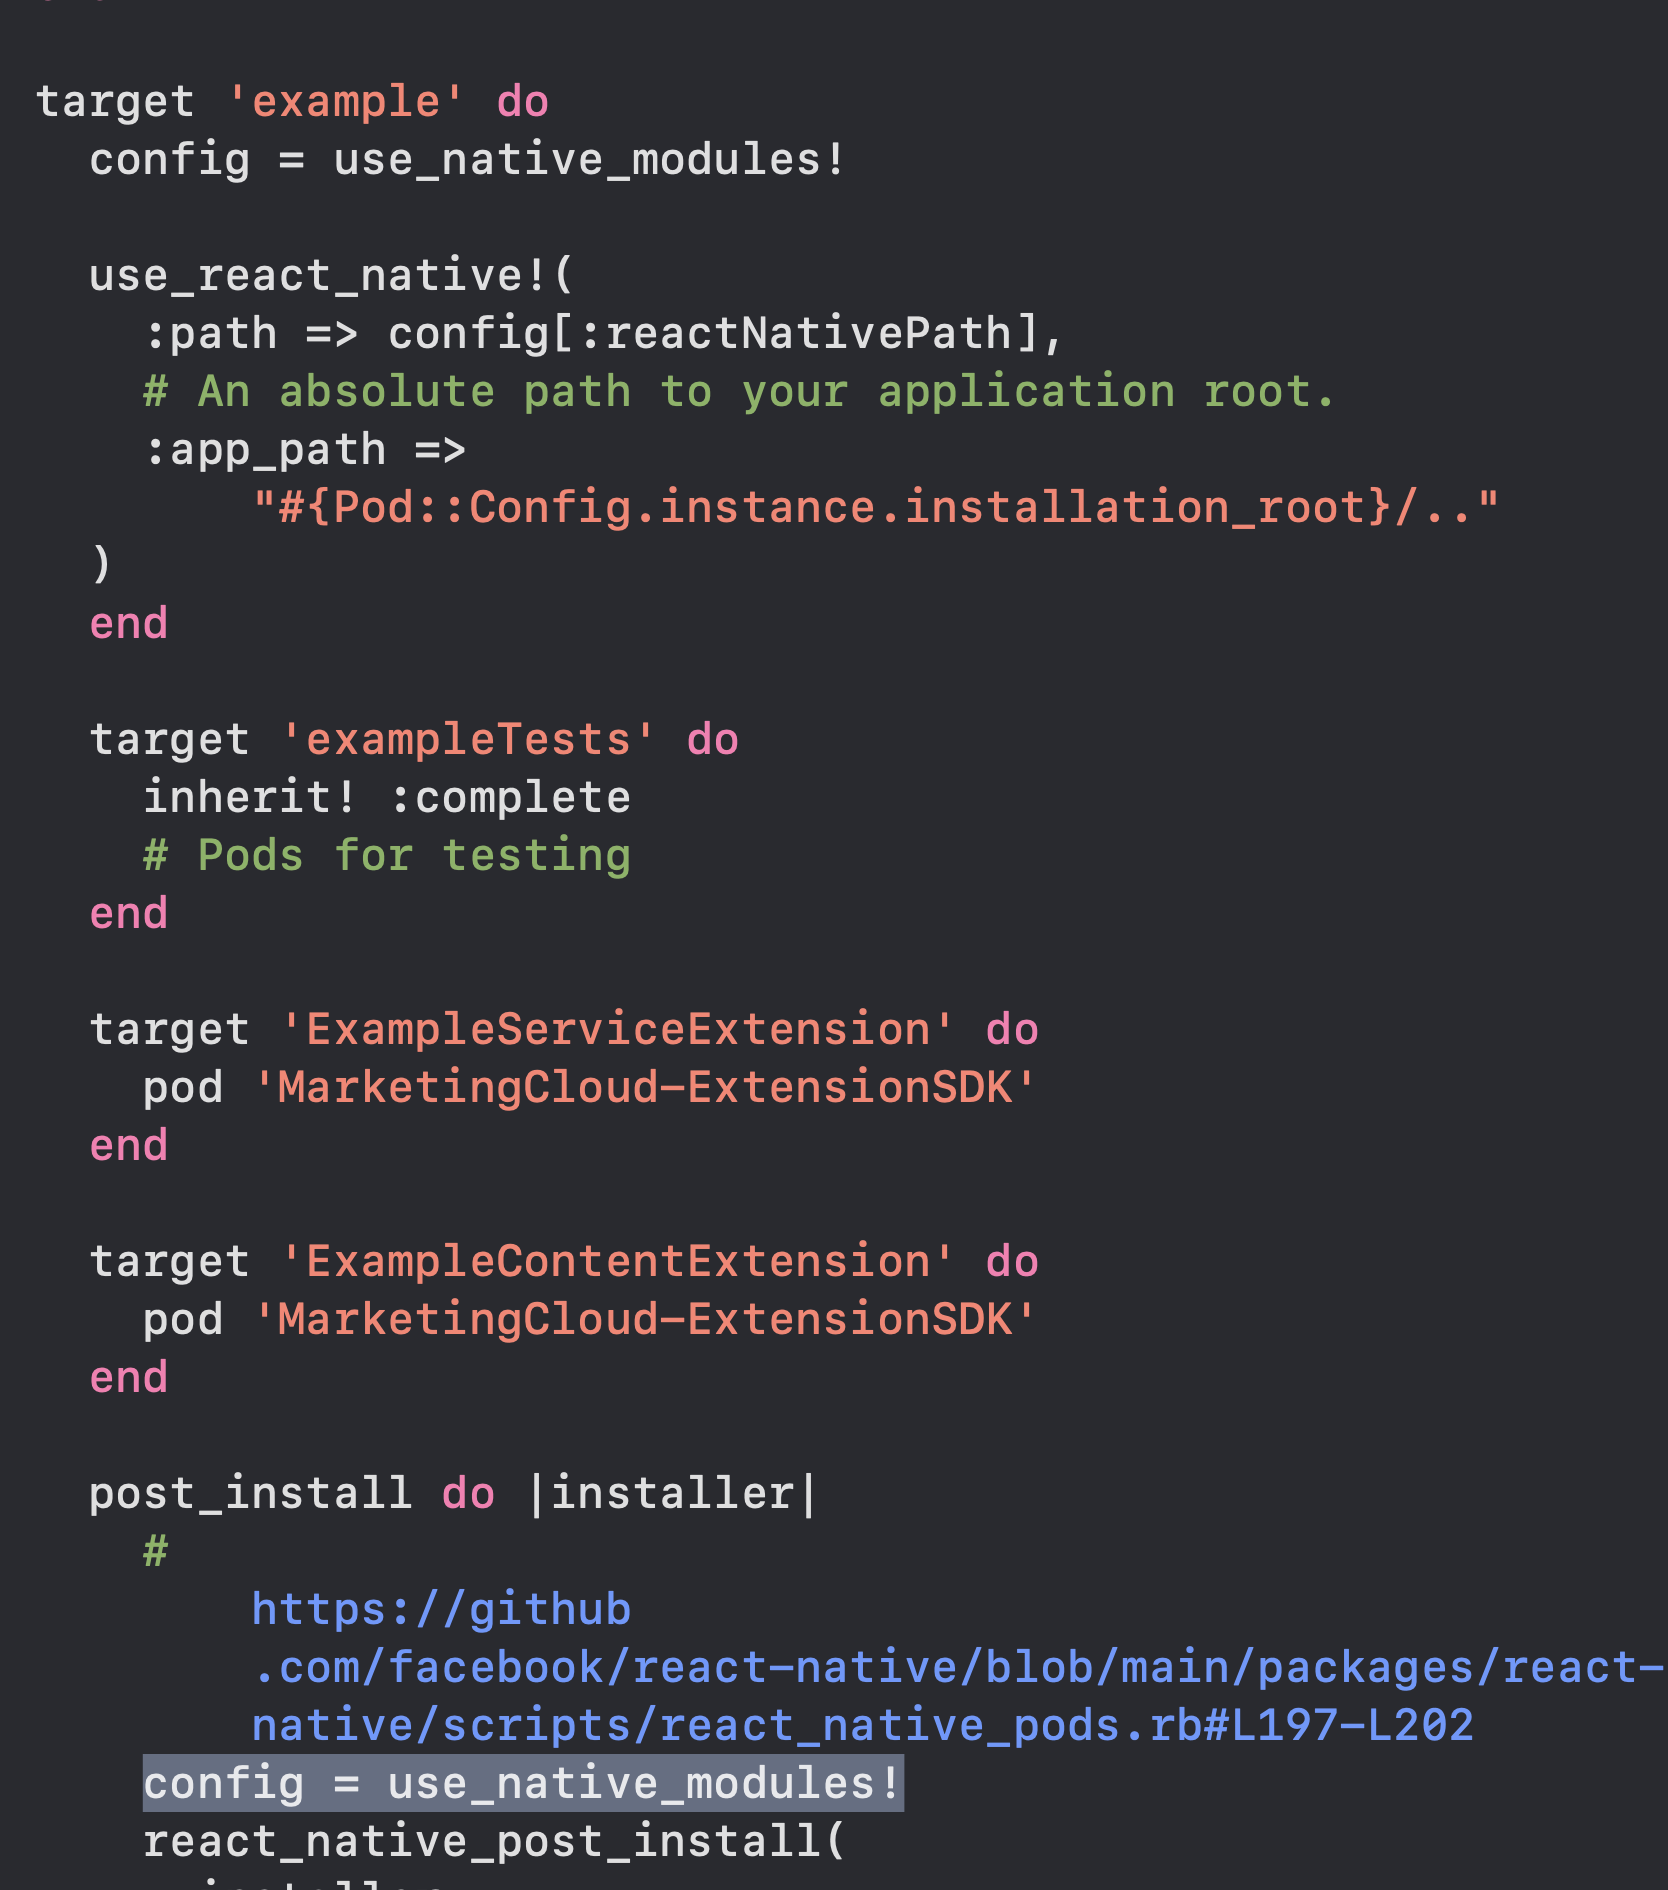 target 'example' do
  config = use_native_modules!

  use_react_native!(
    :path => config[:reactNativePath],
    # An absolute path to your application root.
    :app_path =>
        "#{Pod::Config.instance.installation_root}/.."
  )
  end

  target 'exampleTests' do
    inherit! :complete
    # Pods for testing
  end

  target 'ExampleServiceExtension' do
    pod 'MarketingCloud-ExtensionSDK'
  end

  target 'ExampleContentExtension' do
    pod 'MarketingCloud-ExtensionSDK'
  end

  post_install do |installer|
    #
        https://github
        .com/facebook/react-native/blob/main/packages/react-
        native/scripts/react_native_pods.rb#L197-L202
    config = use_native_modules!
    react_native_post_install(